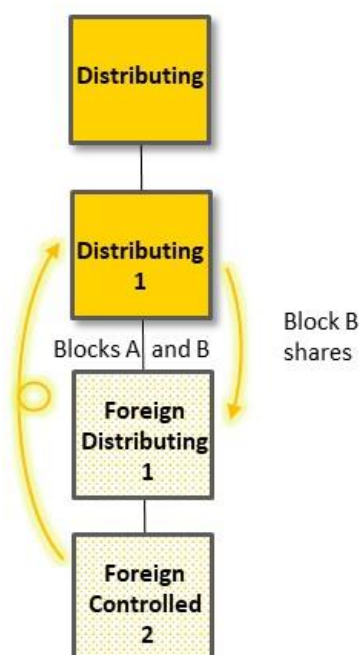 Distributing
Distributing
1
Block B
shares
Blocks A and B
Foreign
Distributing
1
Foreign
Controlled
2